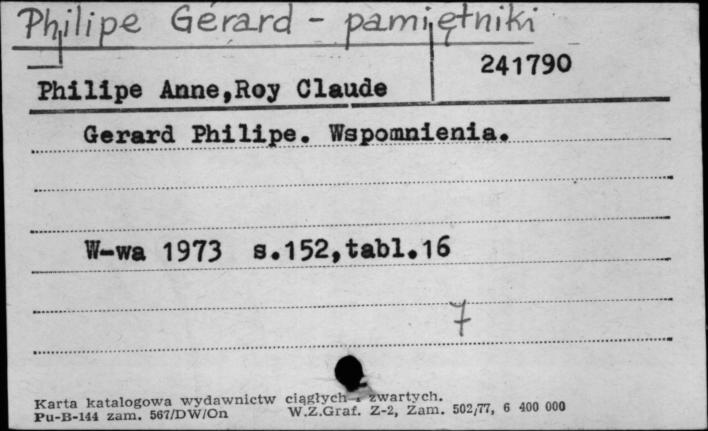 Philipe Gérard - pamiętniki
241790
Philipe Anne,Roy Claude
Gerard Philipe. Wspomnienia.
W-wa 1973 s.152,tabl.16
7
Karta katalogowa wydawnictw ciągłych i zwartych.
Pu-B-144 zam. 567/DW/On W.Z.Graf. Z-2, Zam. 502/77, 6 400 000